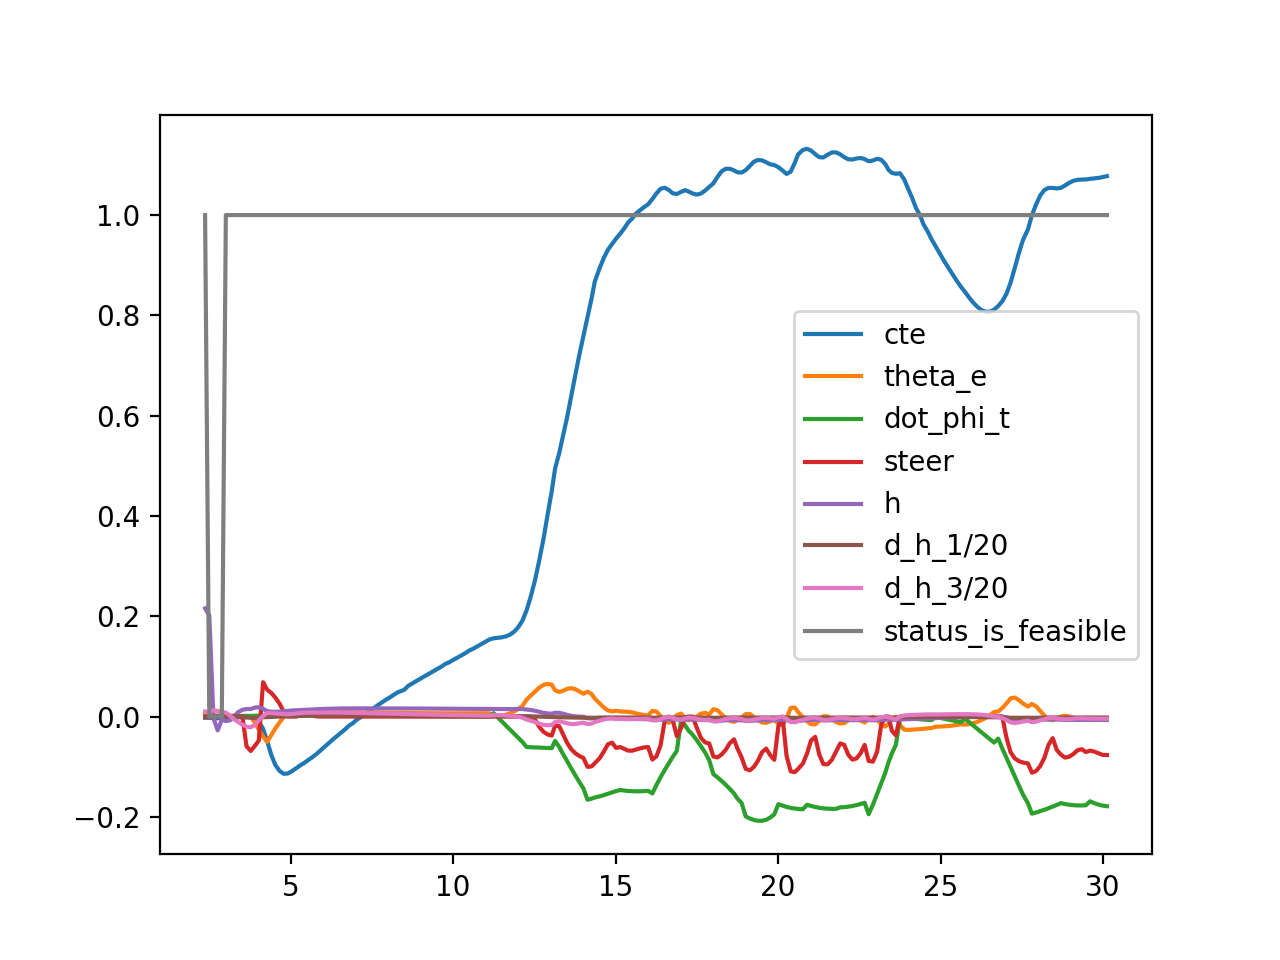 1.0
0.8
0.6
0.4
0.2
0.0
−0.2
5
10
15
20
25
30
cte
theta_e
dot_phi_t
steer
h
d_h_1/20
d_h_3/20
status_is_feasible